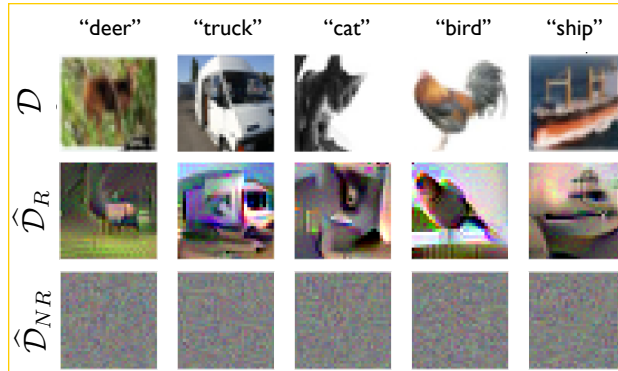 "deer" "truck" "cat" "bird" "ship"
𝒟
𝒟̂_R
𝒟̂_NR